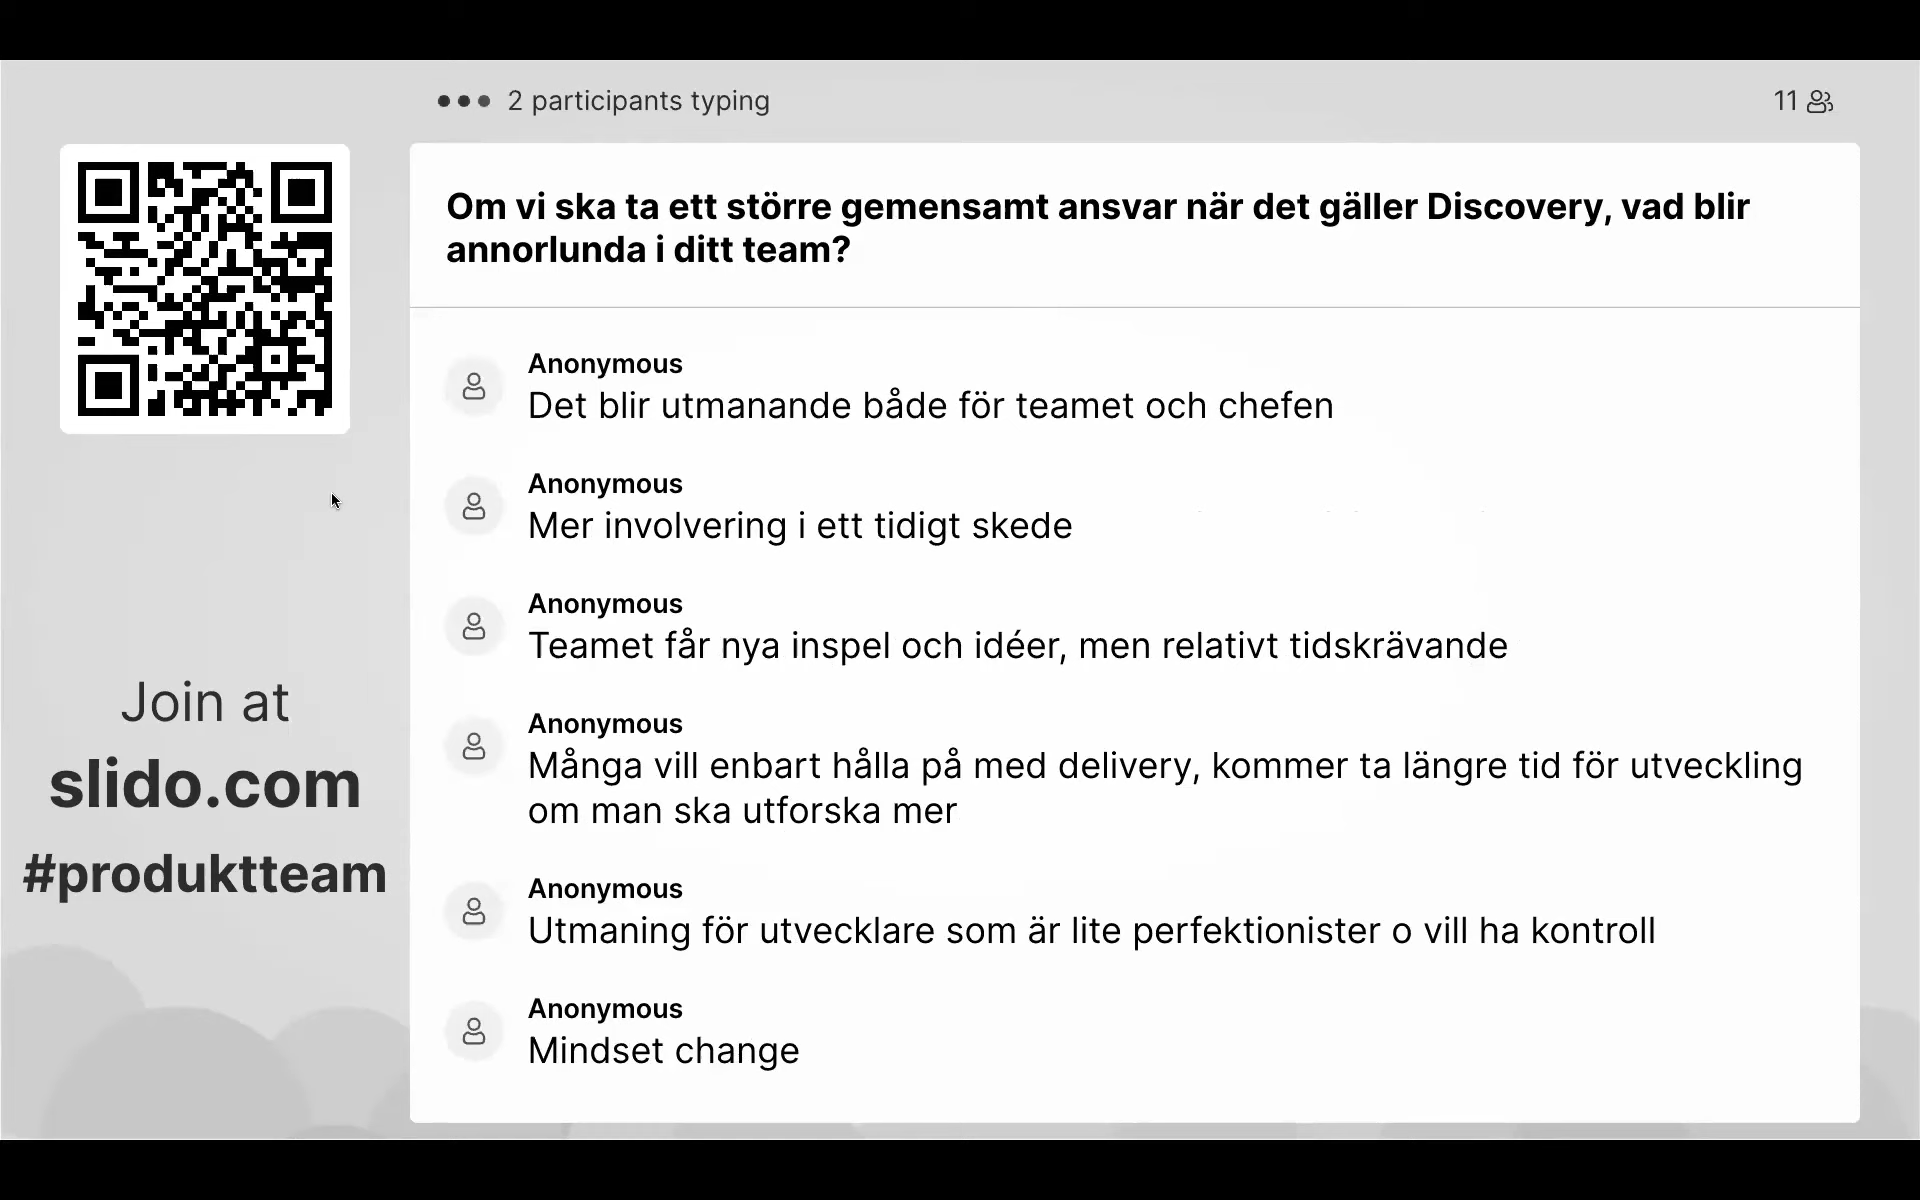 2 participants typing
11
Om vi ska ta ett större gemensamt ansvar när det gäller Discovery, vad blir
annorlunda i ditt team?
Anonymous
Det blir utmanande både för teamet och chefen
Anonymous
Mer involvering i ett tidigt skede
Anonymous
Teamet får nya inspel och idéer, men relativt tidskrävande
Anonymous
Många vill enbart hålla på med delivery, kommer ta längre tid för utveckling
om man ska utforska mer
Anonymous
Utmaning för utvecklare som är lite perfektionister o vill ha kontroll
Anonymous
Mindset change
Join at
slido.com
#produktteam